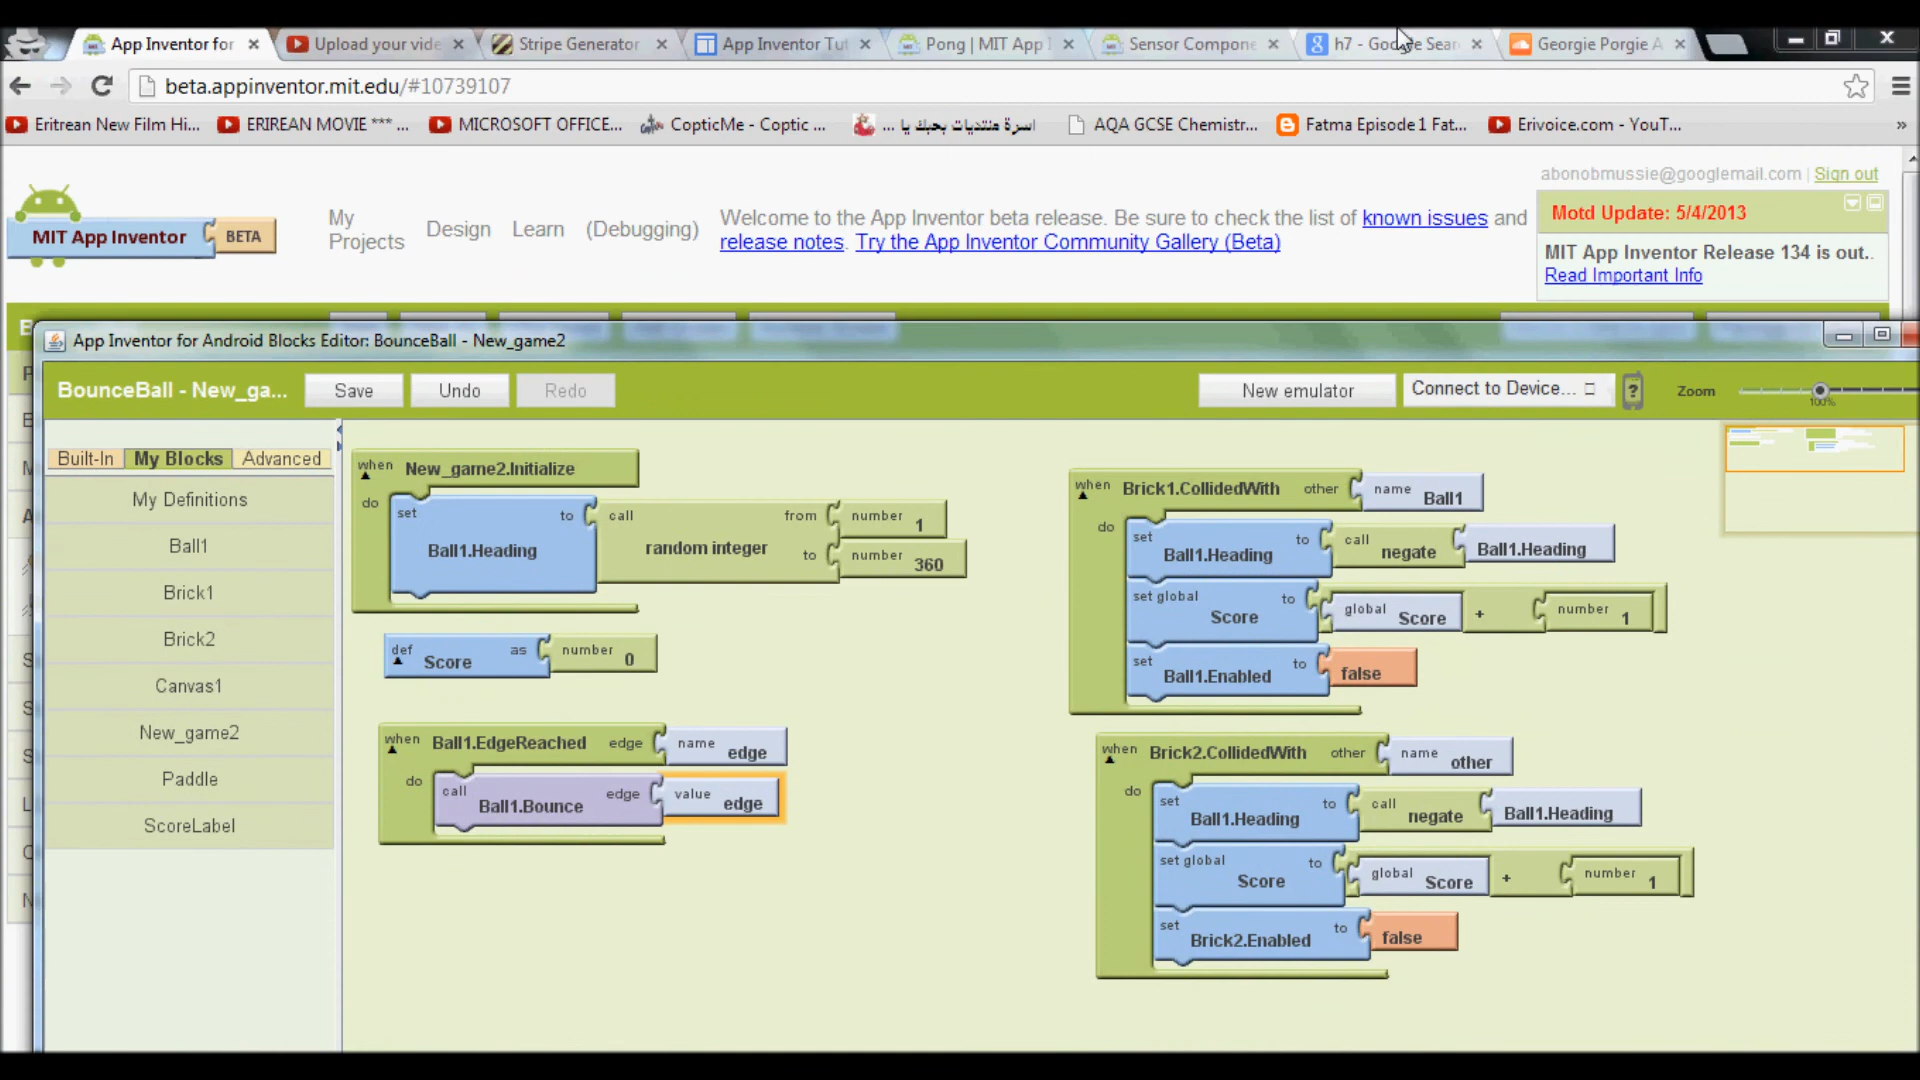 App Inventor for
Upload your vide
Stripe Generator
App Inventor Tut
Pong | MIT App I
Sensor Compone
h7 - Google Sear
Georgie Porgie A
beta.appinventor.mit.edu/#10739107
Eritrean New Film Hi...
ERIREAN MOVIE *** ...
MICROSOFT OFFICE...
CopticMe - Coptic ...
اسرة منتديات بحبك يا ...
AQA GCSE Chemistr...
Fatma Episode 1 Fat...
Erivoice.com - YouT...
»
abonobmussie@googlemail.com | Sign out
MIT App Inventor BETA
My Projects
Design
Learn
(Debugging)
Welcome to the App Inventor beta release. Be sure to check the list of known issues and
release notes. Try the App Inventor Community Gallery (Beta)
Motd Update: 5/4/2013
MIT App Inventor Release 134 is out..
Read Important Info
App Inventor for Android Blocks Editor: BounceBall - New_game2
BounceBall - New_ga...
Save
Undo
Redo
New emulator
Connect to Device...
?
Zoom
100%
Built-In
My Blocks
Advanced
My Definitions
Ball1
Brick1
Brick2
Canvas1
New_game2
Paddle
ScoreLabel
when New_game2.Initialize
do set Ball1.Heading to call random integer from number 1
to number 360
def Score as number 0
when Ball1.EdgeReached edge name edge
do call Ball1.Bounce edge value edge
when Brick1.CollidedWith other name Ball1
do set Ball1.Heading to call negate Ball1.Heading
set global Score to global Score + number 1
set Ball1.Enabled to false
when Brick2.CollidedWith other name other
do set Ball1.Heading to call negate Ball1.Heading
set global Score to global Score + number 1
set Brick2.Enabled to false